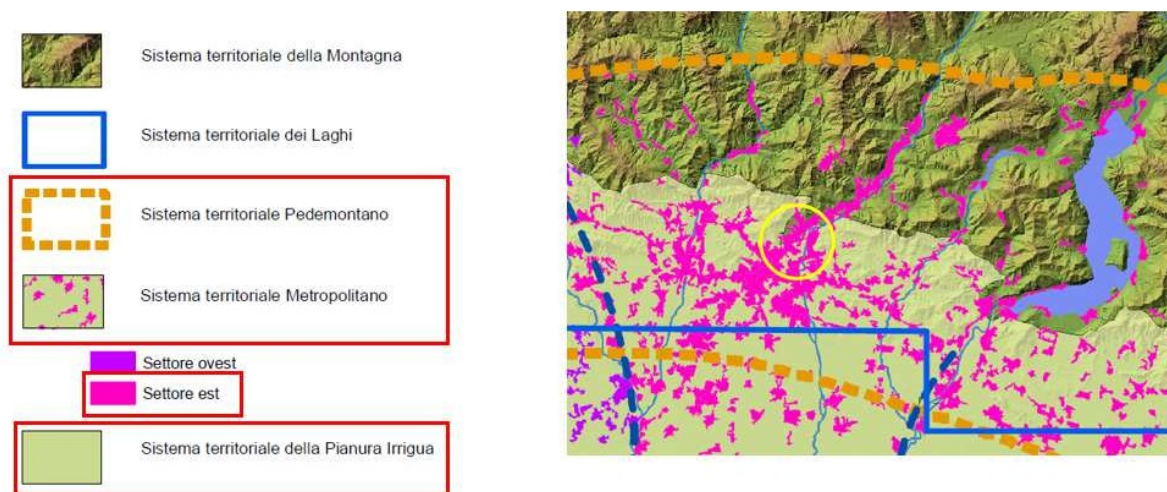 Sistema territoriale della Montagna
Sistema territoriale dei Laghi
Sistema territoriale Pedemontano
Sistema territoriale Metropolitano
Settore ovest
Settore est
Sistema territoriale della Pianura Irrigua